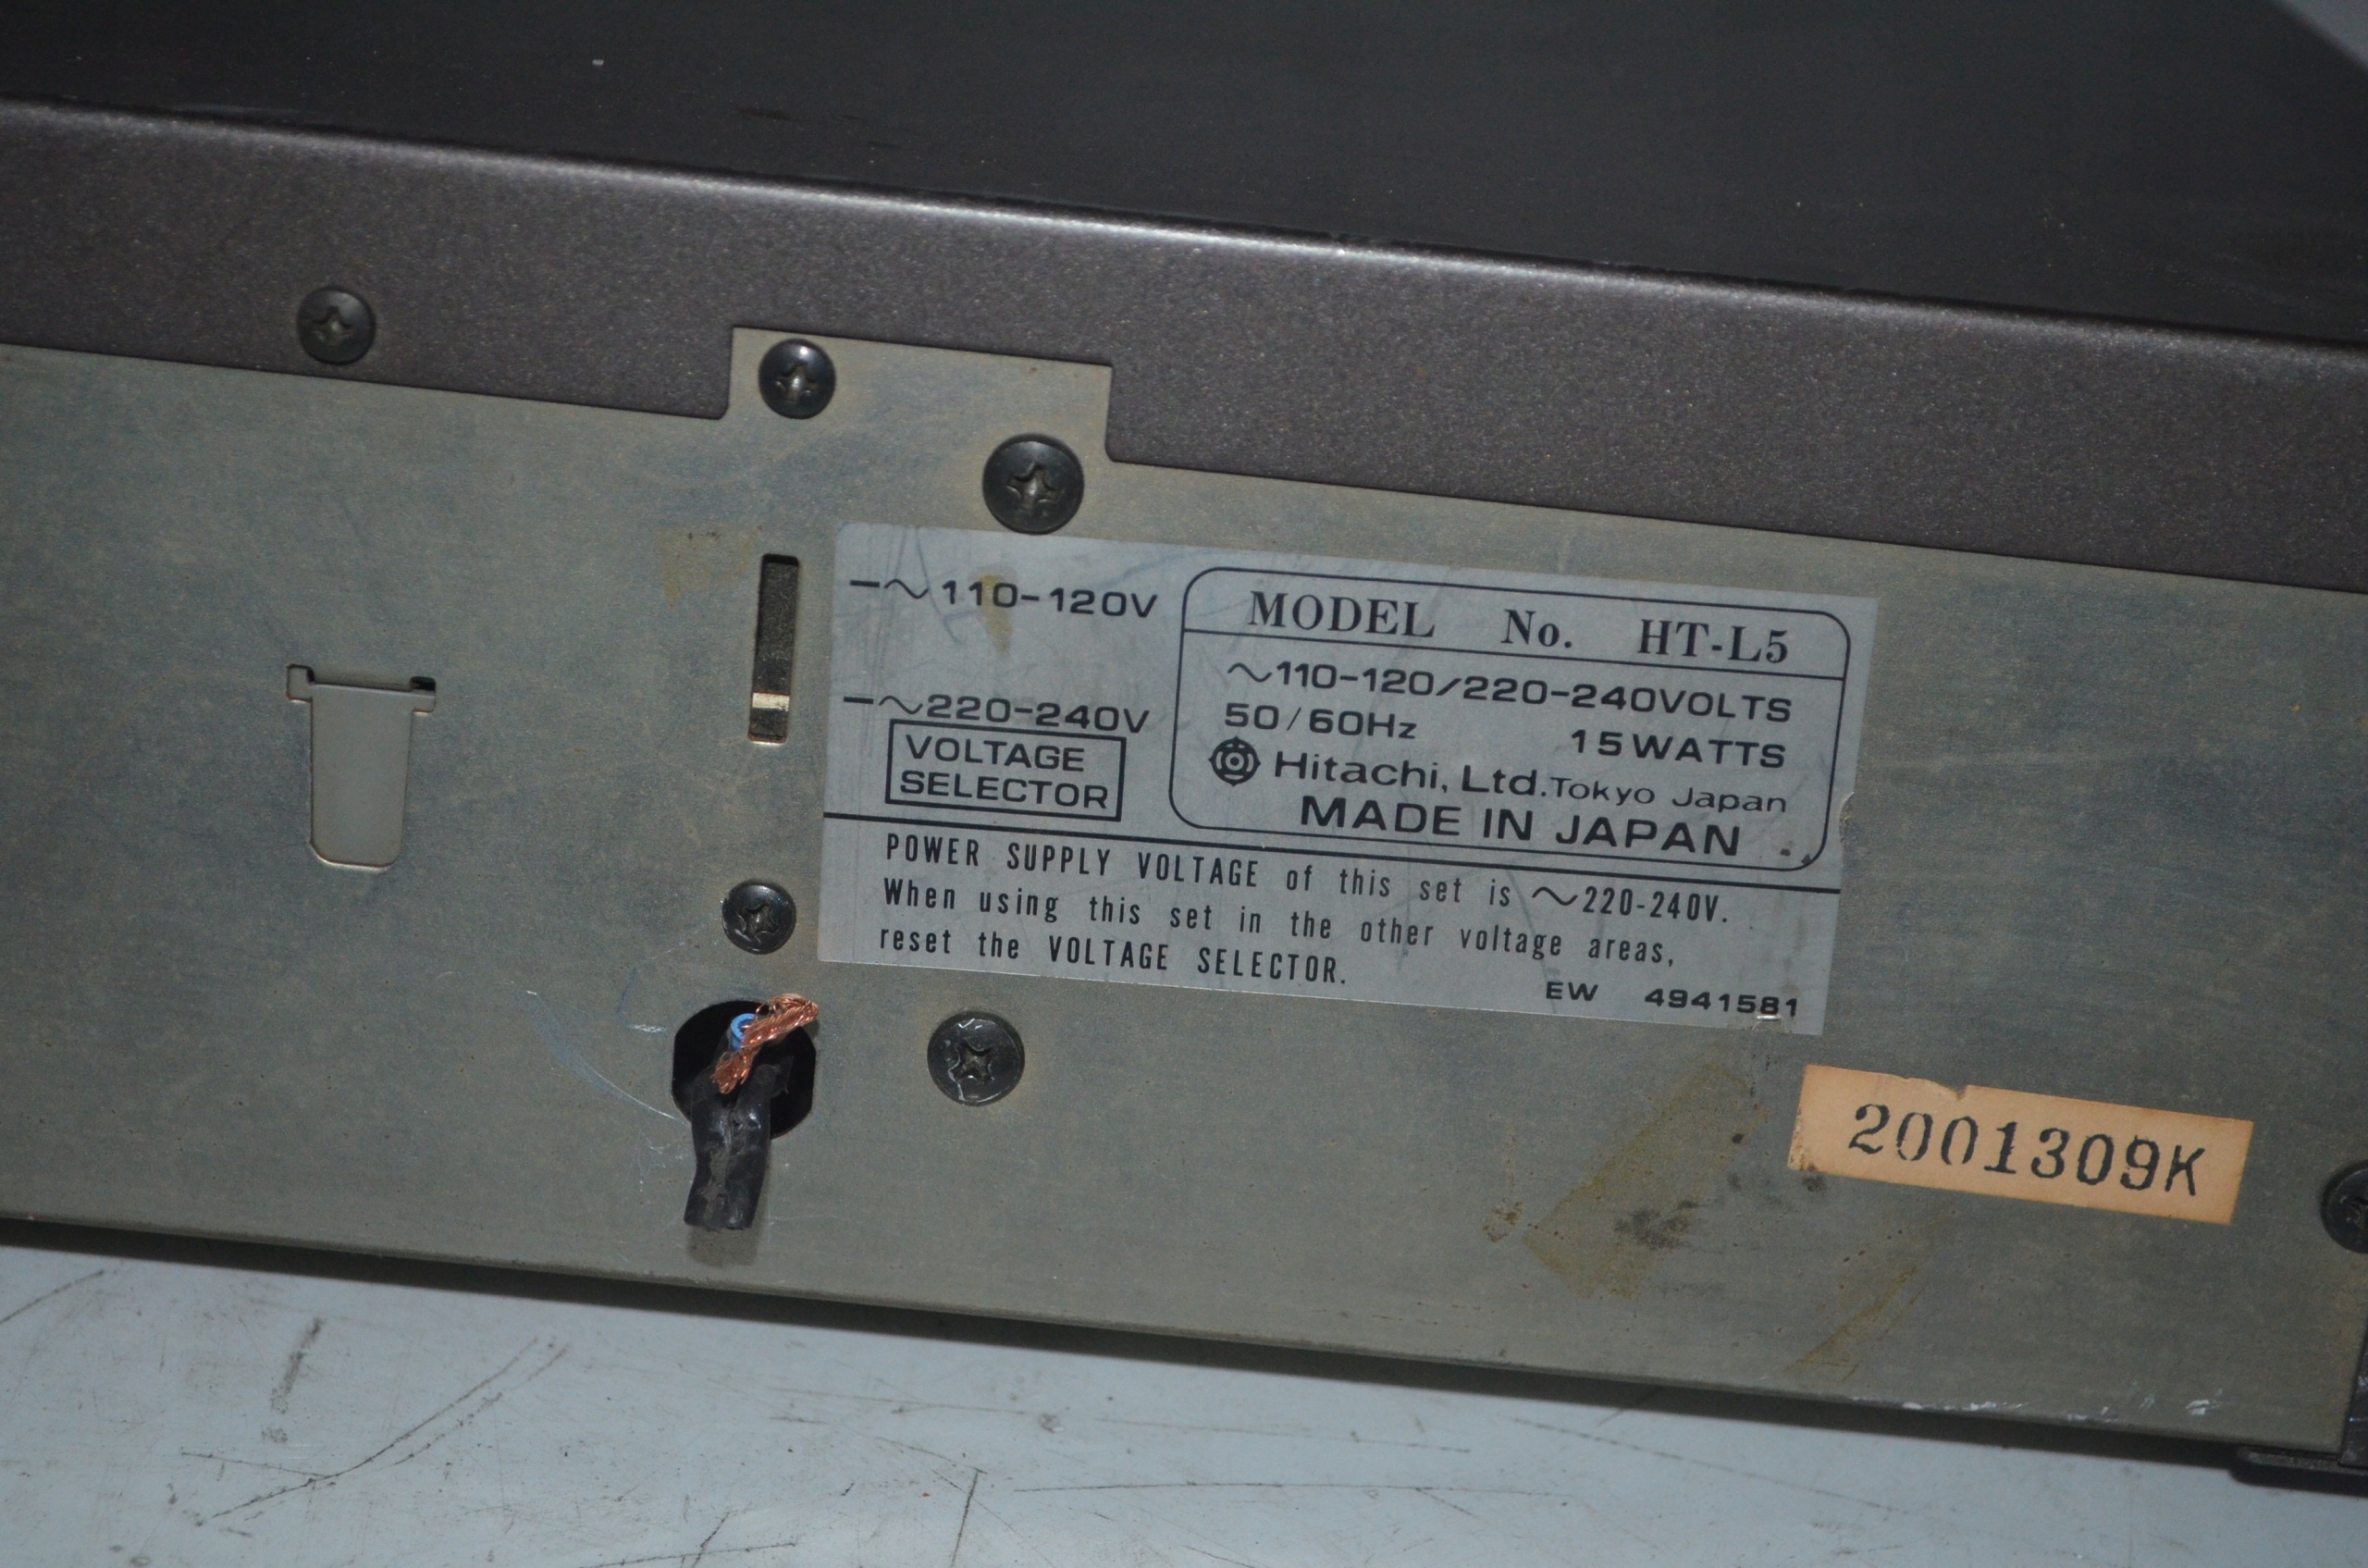 ~110-120V
~220-240V
VOLTAGE
SELECTOR
MODEL No. HT-L5
~110-120/220-240VOLTS
50/60Hz 15WATTS
Hitachi, Ltd. Tokyo Japan
MADE IN JAPAN
POWER SUPPLY VOLTAGE of this set is ~220-240V.
When using this set in the other voltage areas,
reset the VOLTAGE SELECTOR.
EW 4941581
2001309K